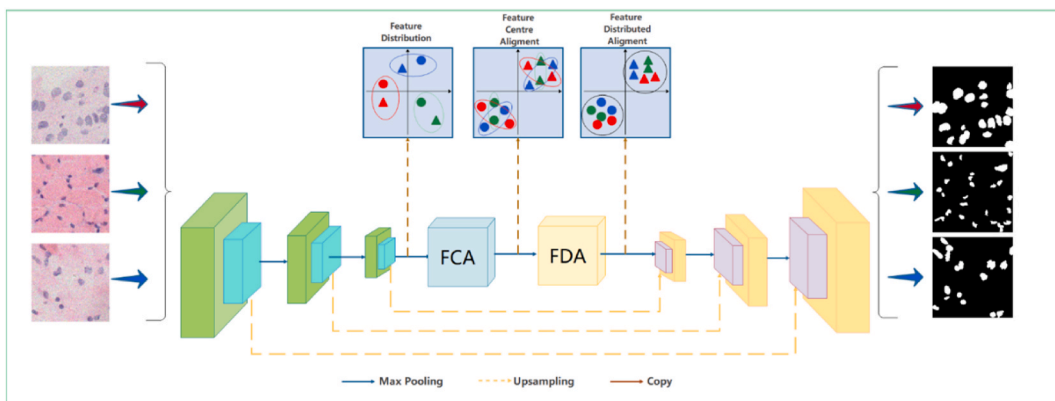 Feature
Distribution
Feature
Centre
Aligment
Feature
Distributed Aligment
FCA
FDA
Max Pooling
Upsampling
Copy